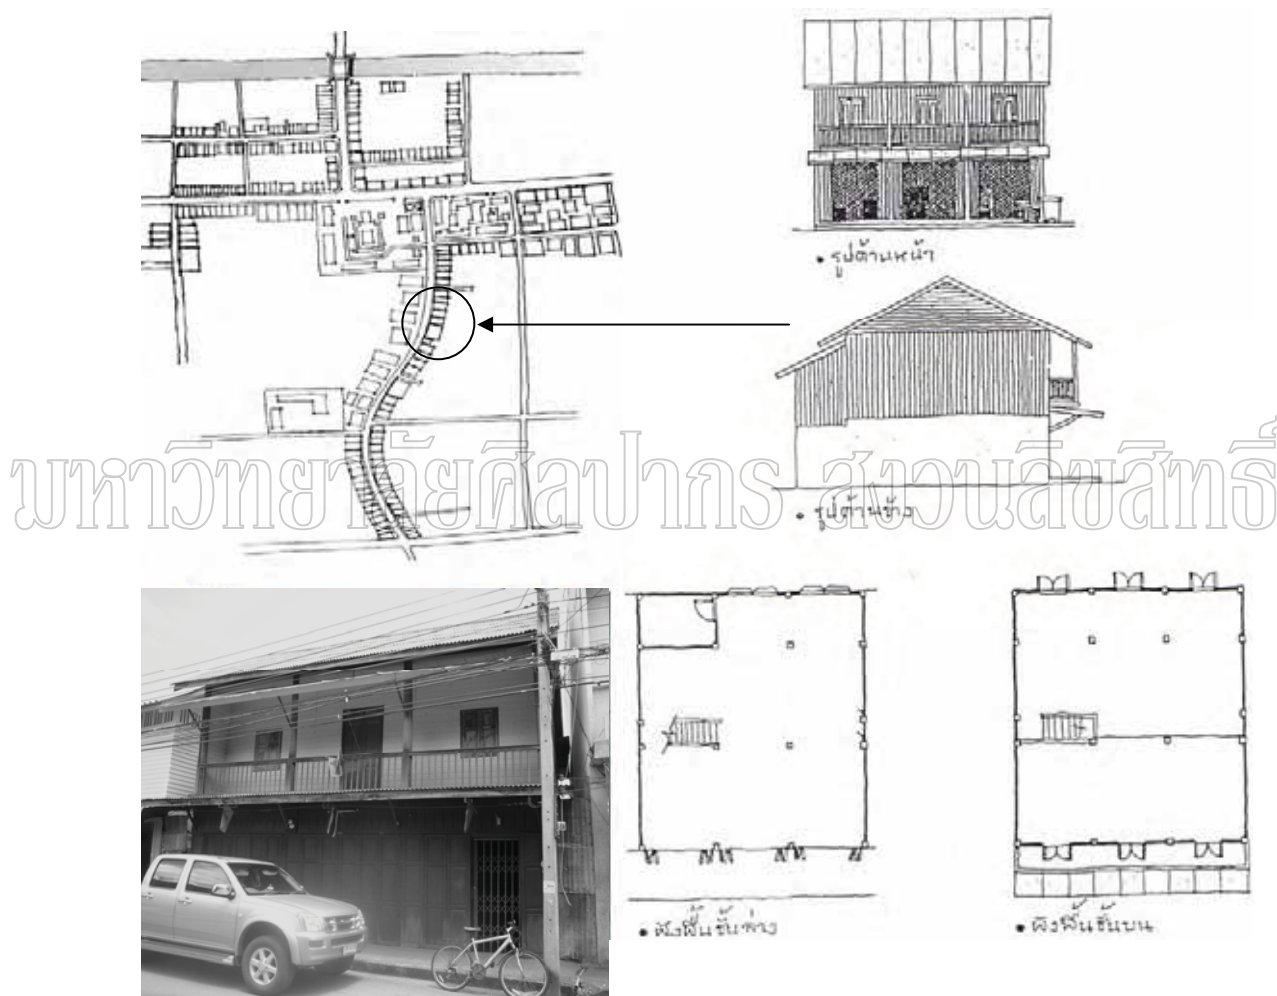 • รูปด้านหน้า
มหาวิทยาลัยศิลปากร สงวนลิขสิทธิ์
• รูปด้านข้าง
• ผังพื้นชั้นล่าง
• ผังพื้นชั้นบน